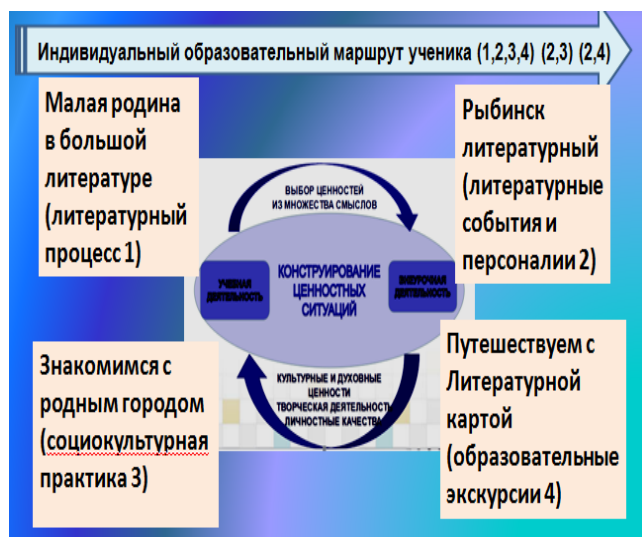 Индивидуальный образовательный маршрут ученика (1,2,3,4) (2,3) (2,4)
Малая родина
в большой
литературе
(литературный
процесс 1)
Рыбинск
литературный
(литературные
события и
персоналии 2)
ВЫБОР ЦЕННОСТЕЙ
ИЗ МНОЖЕСТВА СМЫСЛОВ
УЧЕБНАЯ
ДЕЯТЕЛЬНОСТЬ
КОНСТРУИРОВАНИЕ
ЦЕННОСТНЫХ
СИТУАЦИЙ
ВНЕУРОЧНАЯ
ДЕЯТЕЛЬНОСТЬ
КУЛЬТУРНЫЕ И ДУХОВНЫЕ
ЦЕННОСТИ
ТВОРЧЕСКАЯ ДЕЯТЕЛЬНОСТЬ
ЛИЧНОСТНЫЕ КАЧЕСТВА
Знакомимся с
родным городом
(социокультурная
практика 3)
Путешествуем с
Литературной
картой
(образовательные
экскурсии 4)